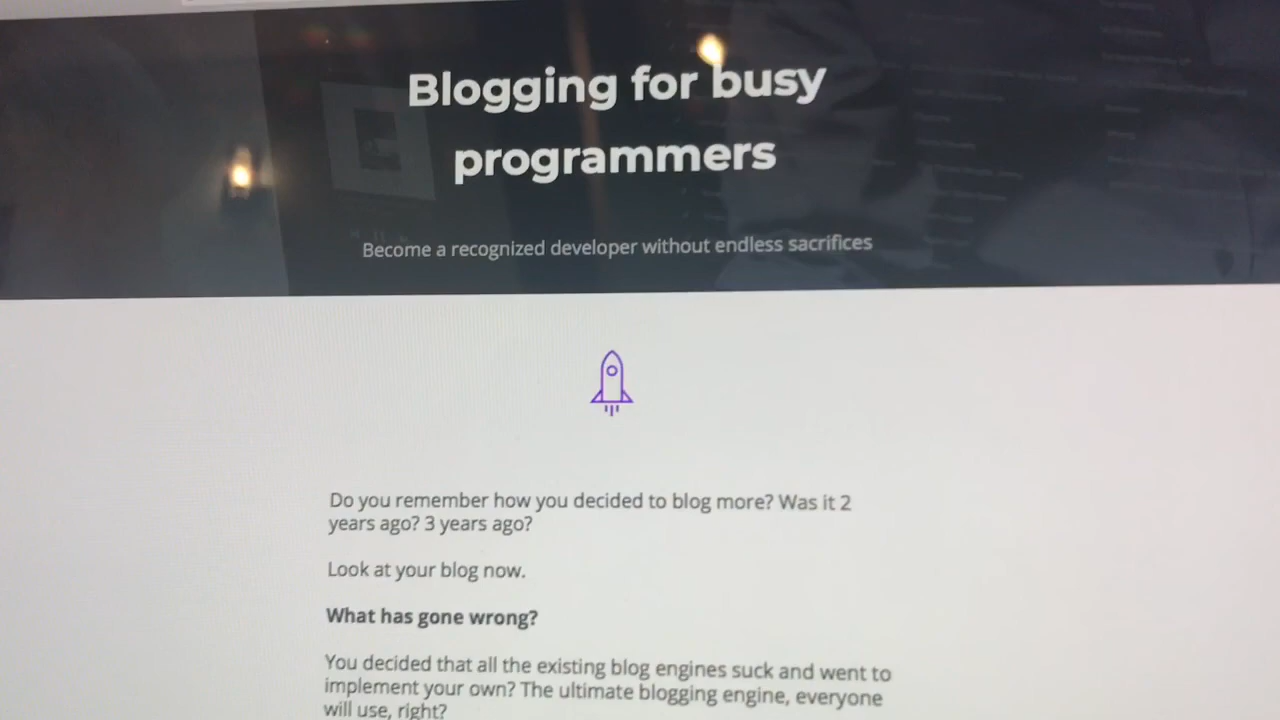 Blogging for busy
programmers
Become a recognized developer without endless sacrifices
Do you remember how you decided to blog more? Was it 2
years ago? 3 years ago?
Look at your blog now.
What has gone wrong?
You decided that all the existing blog engines suck and went to
implement your own? The ultimate blogging engine, everyone
will use, right?